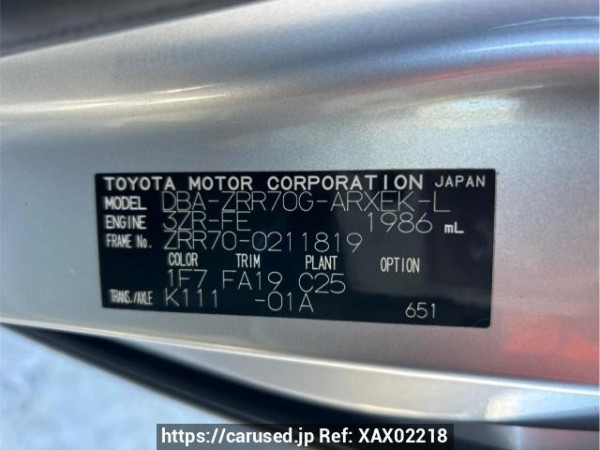 TOYOTA MOTOR CORPORATION JAPAN
MODEL DBA-ZRR70G-ARXEK-L
ENGINE 3ZR-FE 1986 mL
FRAME No. ZRR70-0211819
COLOR TRIM PLANT OPTION
1F7 FA19 C25
TRANS./AXLE K111 -01A 651
https://carused.jp Ref: XAX02218